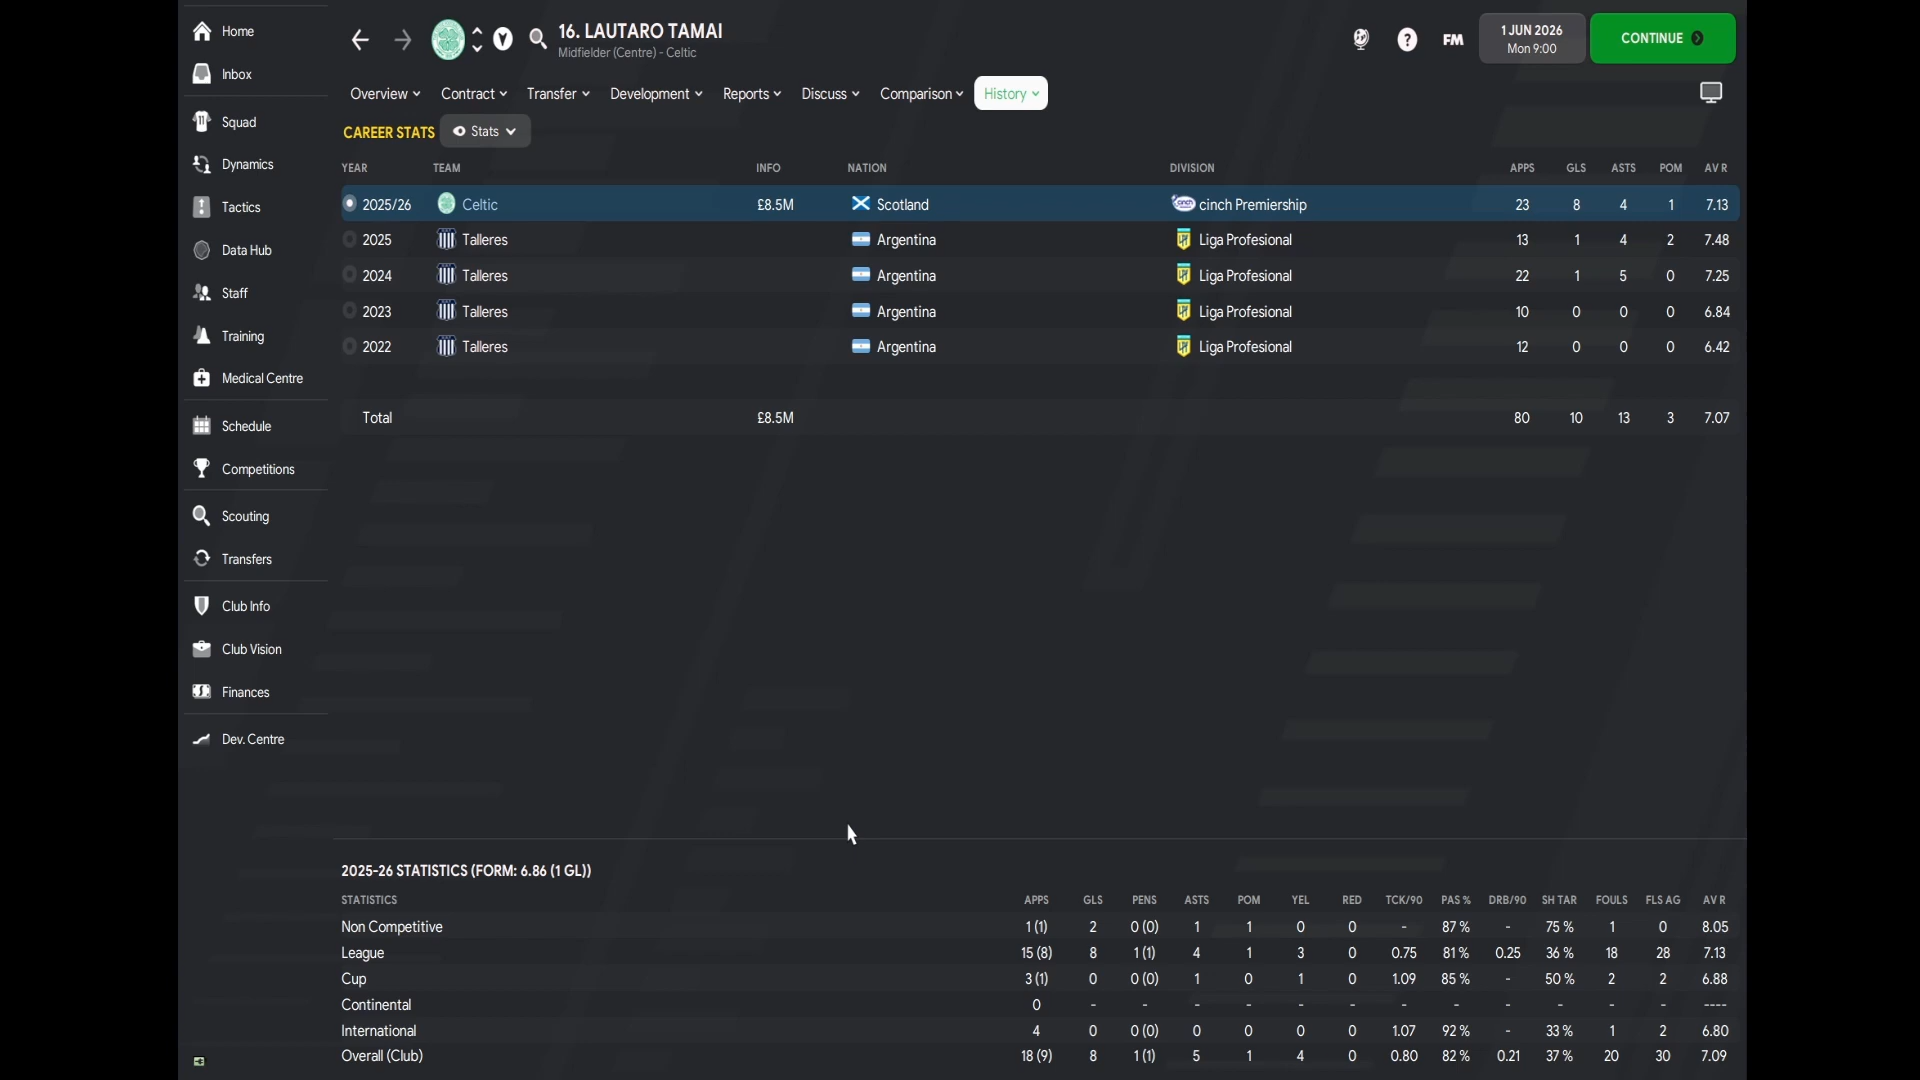 Home
Inbox
Squad
Dynamics
Tactics
Data Hub
Staff
Training
Medical Centre
Schedule
Competitions
Scouting
Transfers
Club Info
Club Vision
Finances
Dev. Centre
16. LAUTARO TAMAI
Midfielder (Centre) - Celtic
FM
1 JUN 2026
Mon 9:00
CONTINUE
Overview Contract Transfer Development Reports Discuss Comparison History
CAREER STATS Stats
YEAR TEAM INFO NATION DIVISION APPS GLS ASTS POM AV R
2025/26 Celtic £8.5M Scotland cinch Premiership 23 8 4 1 7.13
2025 Talleres Argentina Liga Profesional 13 1 4 2 7.48
2024 Talleres Argentina Liga Profesional 22 1 5 0 7.25
2023 Talleres Argentina Liga Profesional 10 0 0 0 6.84
2022 Talleres Argentina Liga Profesional 12 0 0 0 6.42
Total £8.5M 80 10 13 3 7.07
2025-26 STATISTICS (FORM: 6.86 (1 GL))
STATISTICS APPS GLS PENS ASTS POM YEL RED TCK/90 PAS % DRB/90 SH TAR FOULS FLS AG AV R
Non Competitive 1 (1) 2 0 (0) 1 1 0 0 - 87 % - 75 % 1 0 8.05
League 15 (8) 8 1 (1) 4 1 3 0 0.75 81 % 0.25 36 % 18 28 7.13
Cup 3 (1) 0 0 (0) 1 0 1 0 1.09 85 % - 50 % 2 2 6.88
Continental 0 - - - - - - - - - - - - ----
International 4 0 0 (0) 0 0 0 0 1.07 92 % - 33 % 1 2 6.80
Overall (Club) 18 (9) 8 1 (1) 5 1 4 0 0.80 82 % 0.21 37 % 20 30 7.09